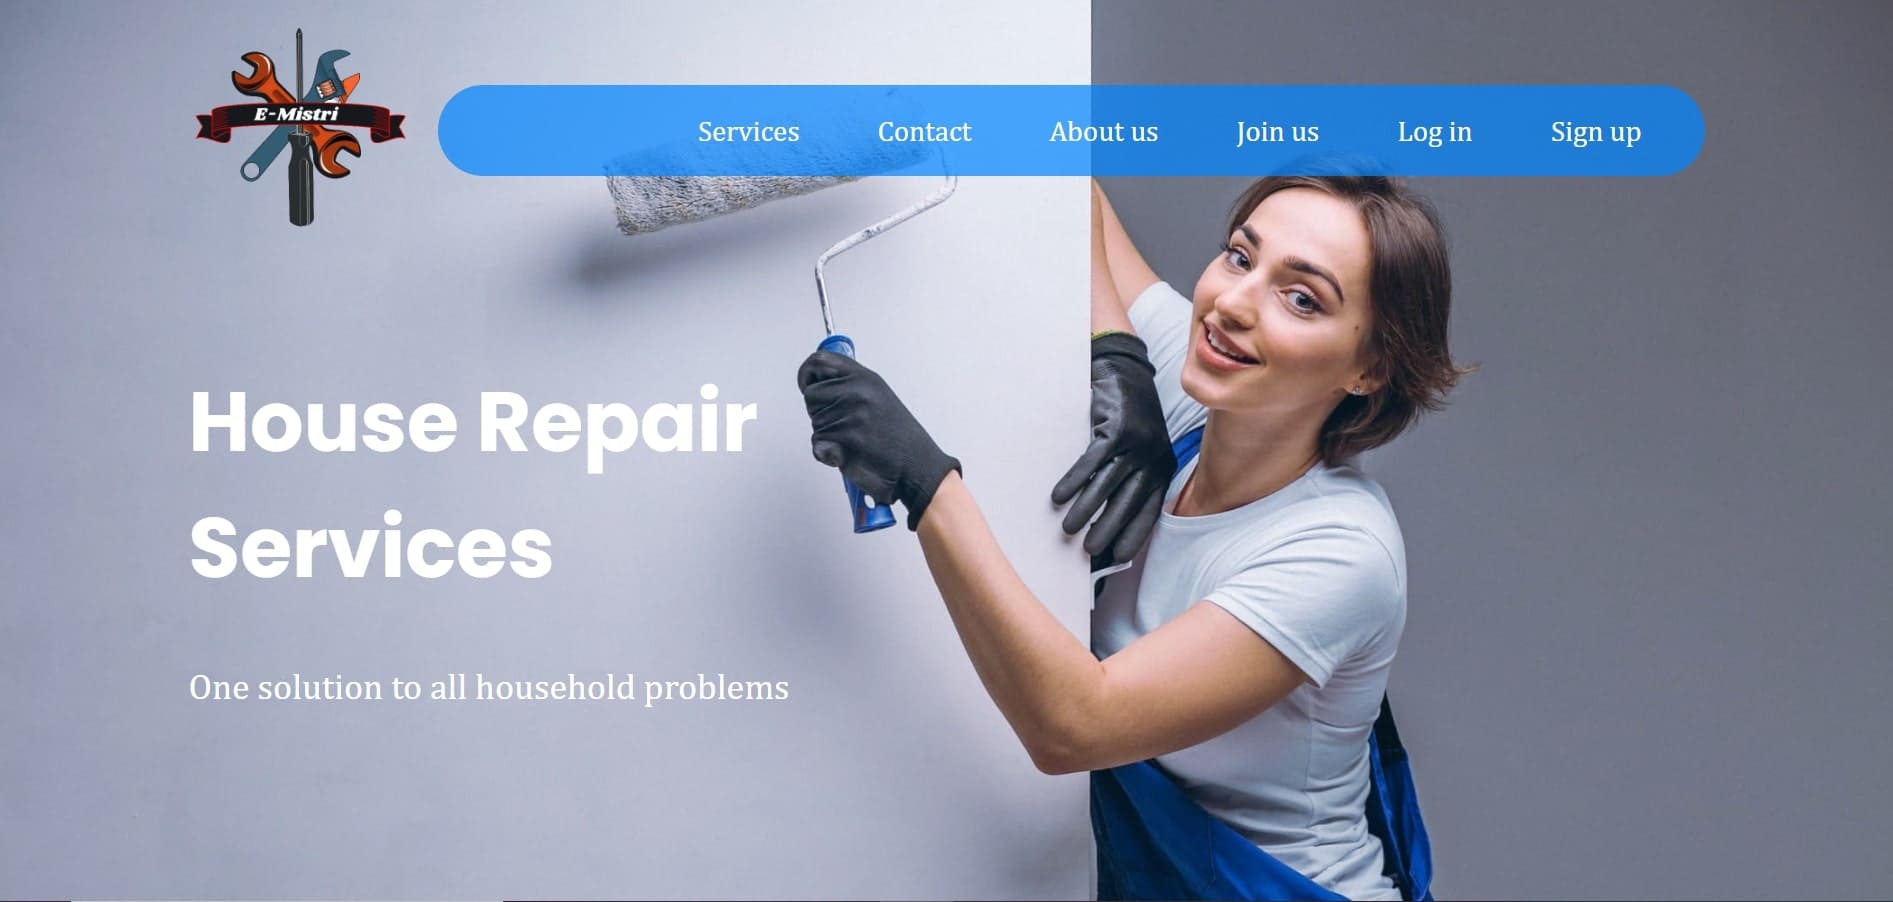 E-Mistri
Services Contact About us Join us Log in Sign up
House Repair
Services
One solution to all household problems